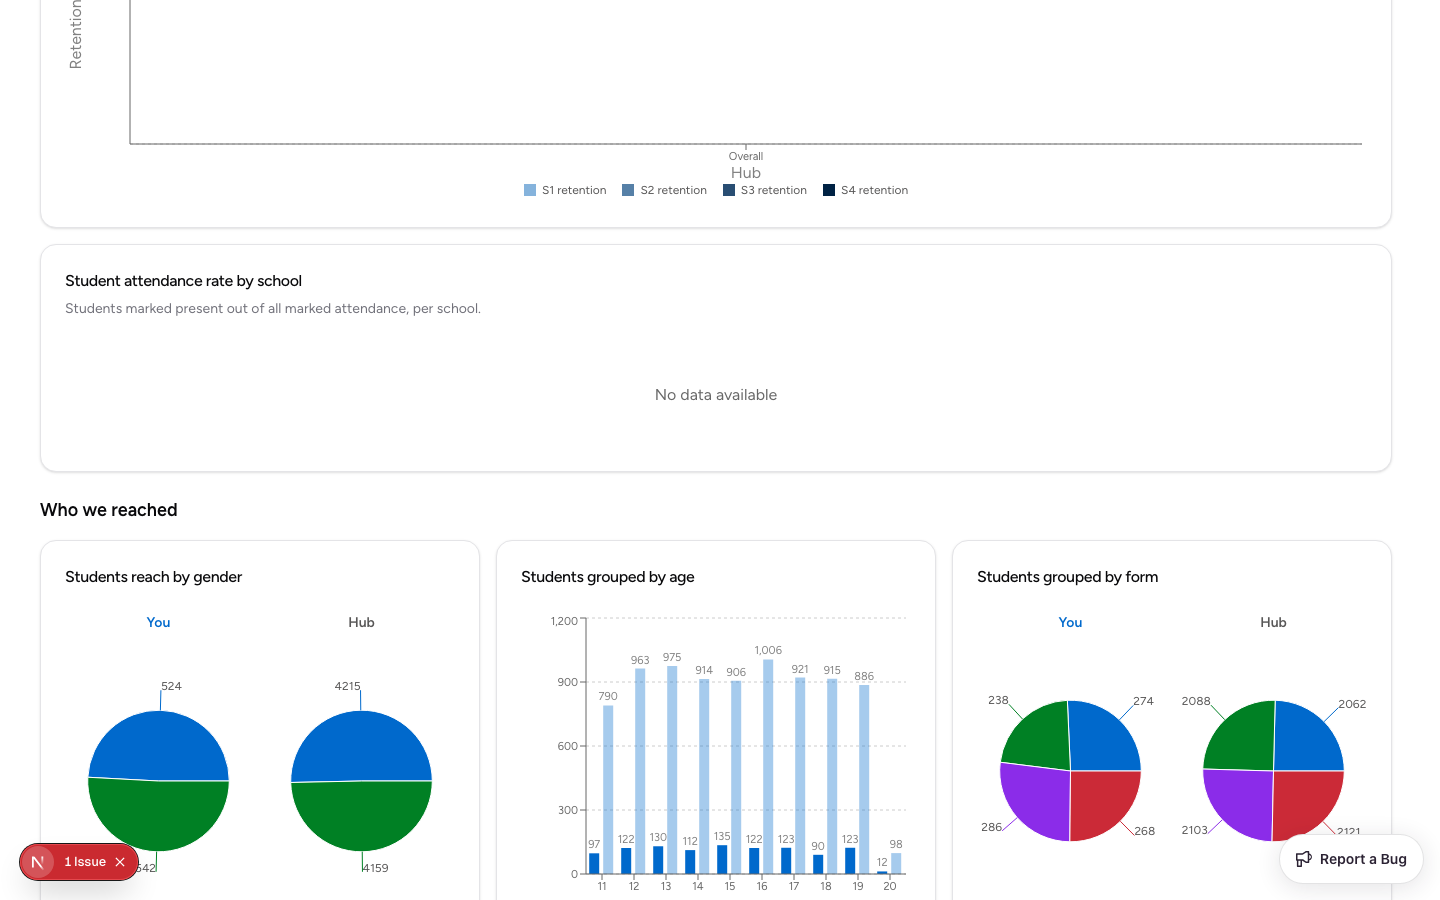 Retention
Overall
Hub
S1 retention S2 retention S3 retention S4 retention
Student attendance rate by school
Students marked present out of all marked attendance, per school.
No data available
Who we reached
Students reach by gender
You Hub
524 4215
4159
Students grouped by age
1,200
900
600
300
0
790 963 975 914 906 1,006 921 915 886 98
97 122 130 112 135 122 123 90 123 12
11 12 13 14 15 16 17 18 19 20
Students grouped by form
You Hub
238 274 2088 2062
286 268 2103 2121
N 1 Issue
Report a Bug